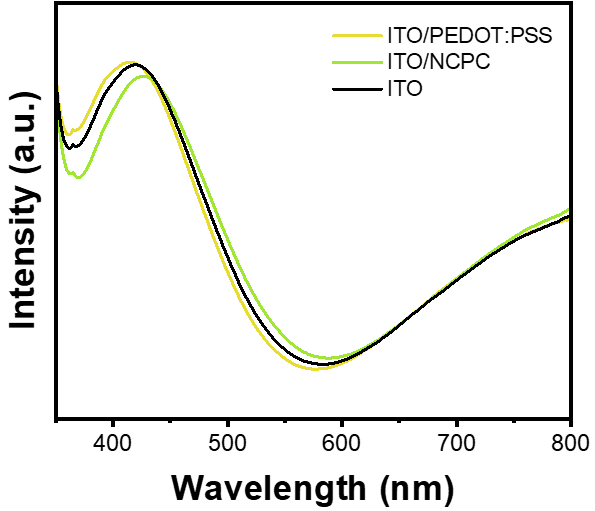 ITO/PEDOT:PSS
ITO/NCPC
ITO
Intensity (a.u.)
400 500 600 700 800
Wavelength (nm)